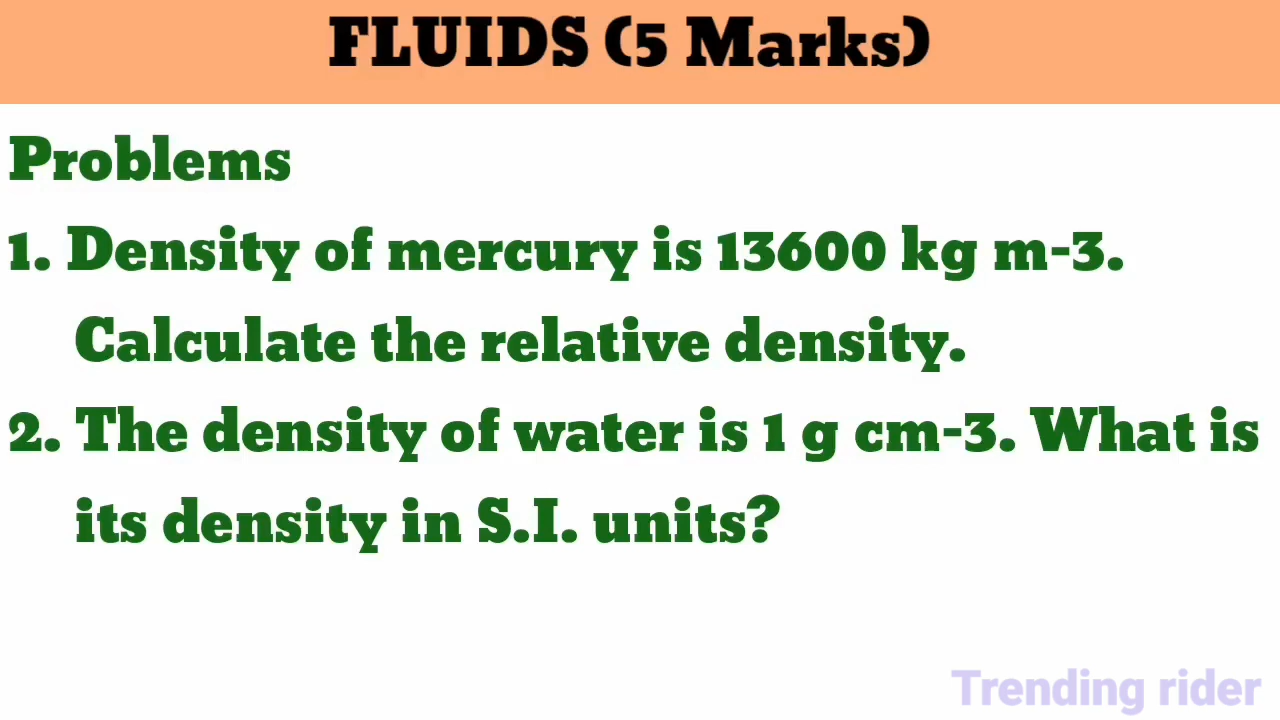 FLUIDS (5 Marks)
Problems
1. Density of mercury is 13600 kg m-3.
Calculate the relative density.
2. The density of water is 1 g cm-3. What is
its density in S.I. units?
Trending rider